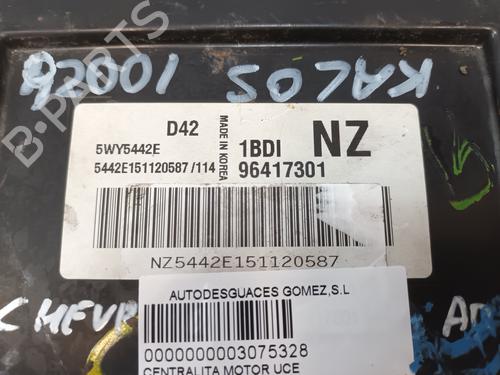 KALOS 10026
D42
MADE IN KOREA
1BDI NZ
5WY5442E
5442E151120587 /114
96417301
NZ5442E151120587
AUTODESGUACES GOMEZ,S.L
0000000003075328
CENTRALITA MOTOR UCE
CHEVR
B-PARTS